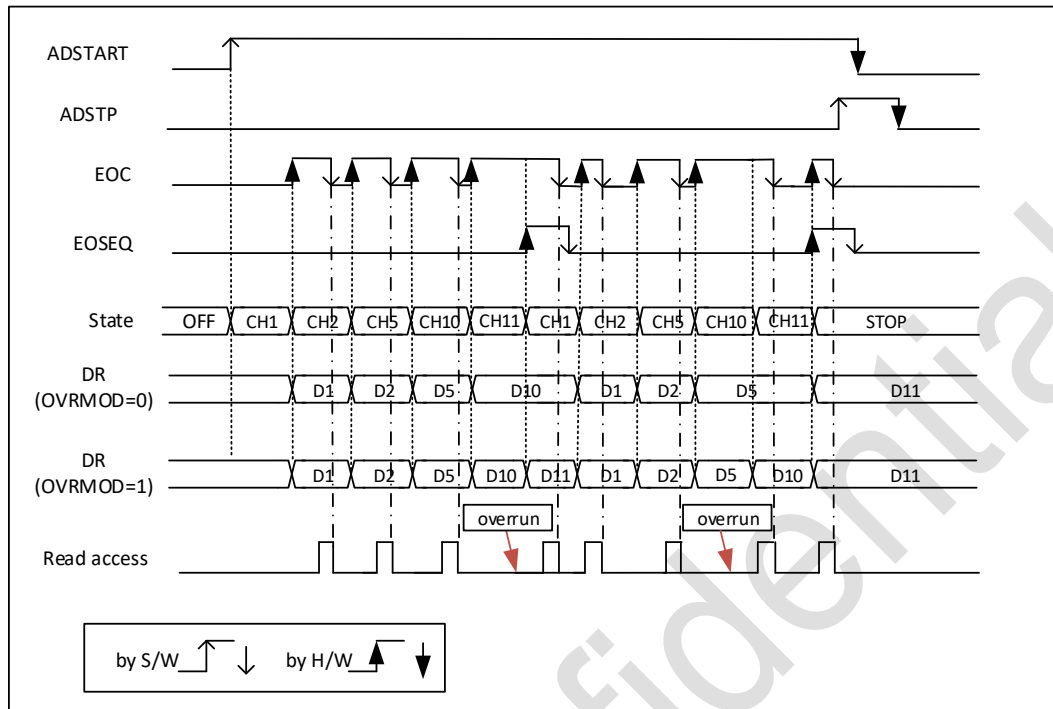 ADSTART
ADSTP
EOC
EOSEQ
State OFF CH1 CH2 CH5 CH10 CH11 CH1 CH2 CH5 CH10 CH11 STOP
DR
(OVRMOD=0) D1 D2 D5 D10 D1 D2 D5 D11
DR
(OVRMOD=1) D1 D2 D5 D10 D11 D1 D2 D5 D10 D11
overrun overrun
Read access
by S/W by H/W
fidential